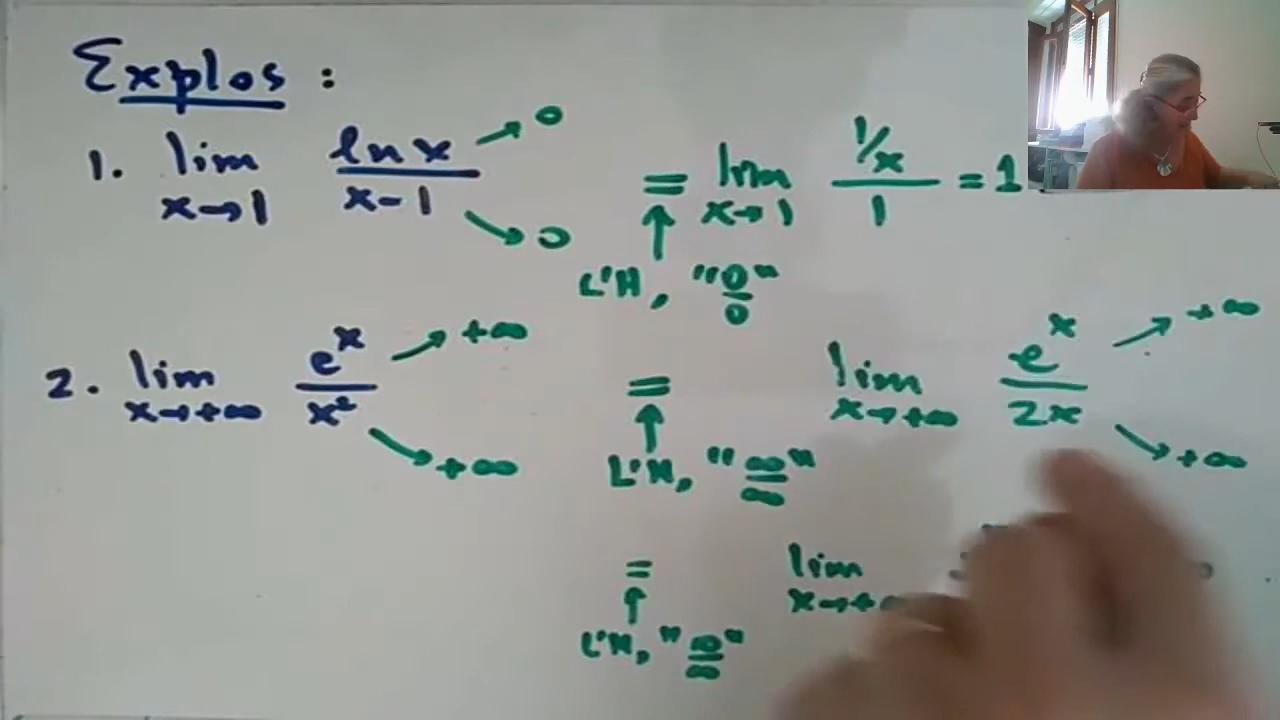 Explos :
1. lim x→1 ln x / x-1 →0 →0 = lim x→1 1/x / 1 = 1
L'H, "0/0"
2. lim x→+∞ e^x / x² →+∞ →+∞ = lim x→+∞ e^x / 2x →+∞ →+∞
L'H, "∞/∞"
= lim x→+∞
L'H, "∞/∞"